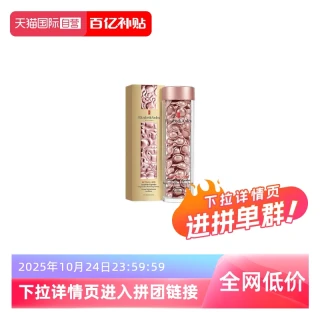 天猫国际自营 百亿补贴
Elizabeth Arden
下拉详情页
进拼单群!
2025年10月24日23:59:59
下拉详情页进入拼团链接
全网低价